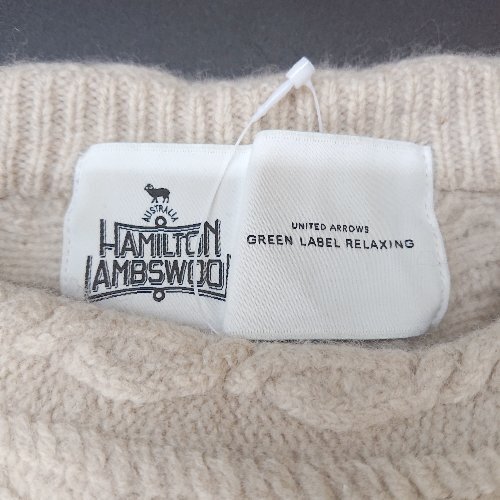 AUSTRALIA
HAMILTON
LAMBSWOOL
UNITED ARROWS
GREEN LABEL RELAXING